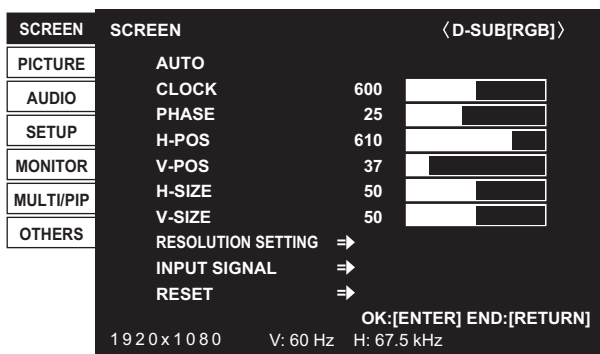 SCREEN
PICTURE
AUDIO
SETUP
MONITOR
MULTI/PIP
OTHERS
SCREEN 〈D-SUB[RGB]〉
AUTO
CLOCK 600
PHASE 25
H-POS 610
V-POS 37
H-SIZE 50
V-SIZE 50
RESOLUTION SETTING
INPUT SIGNAL
RESET
OK:[ENTER] END:[RETURN]
1920x1080 V: 60 Hz H: 67.5 kHz